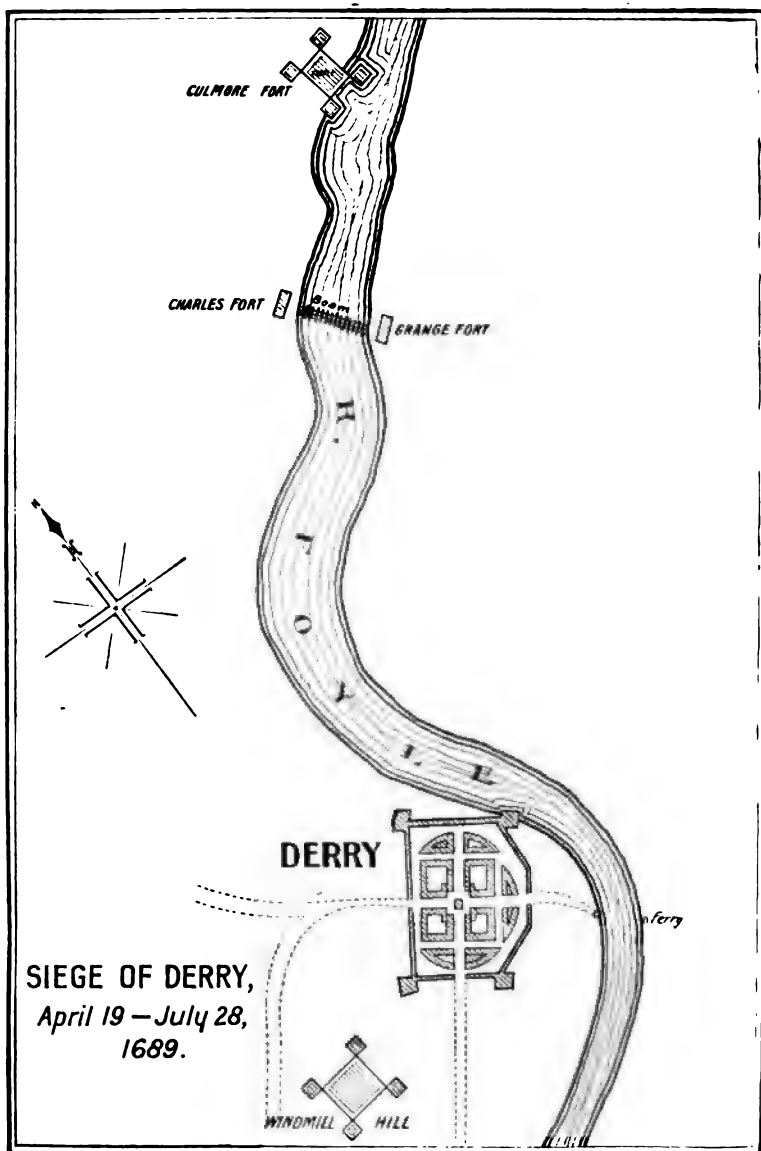 CULMORE FORT
CHARLES FORT
Boom
GRANGE FORT
R. FOYLE
N
DERRY
Ferry
SIEGE OF DERRY,
April 19 – July 28,
1689.
WINDMILL HILL